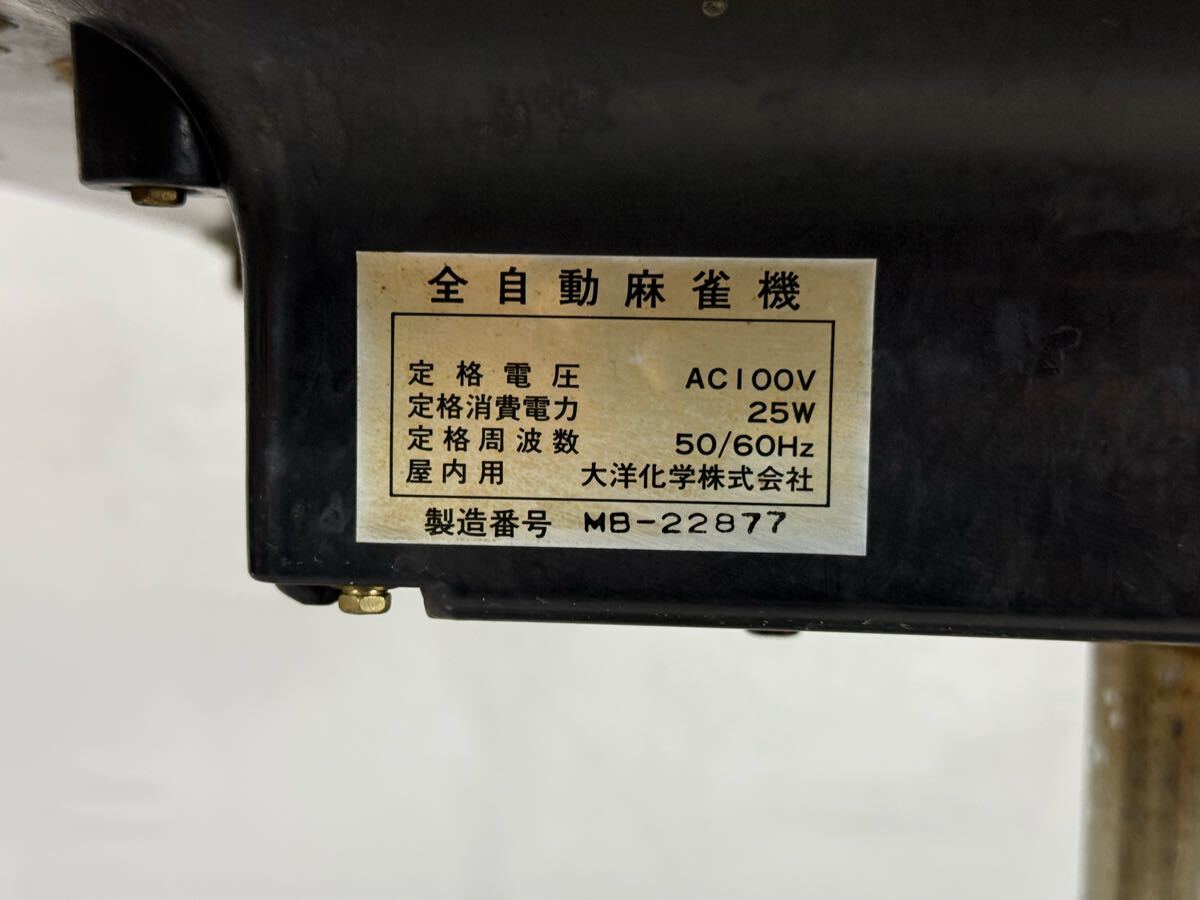 全自動麻雀機
定格電圧 AC100V
定格消費電力 25W
定格周波数 50/60Hz
屋内用 大洋化学株式会社
製造番号 MB-22877